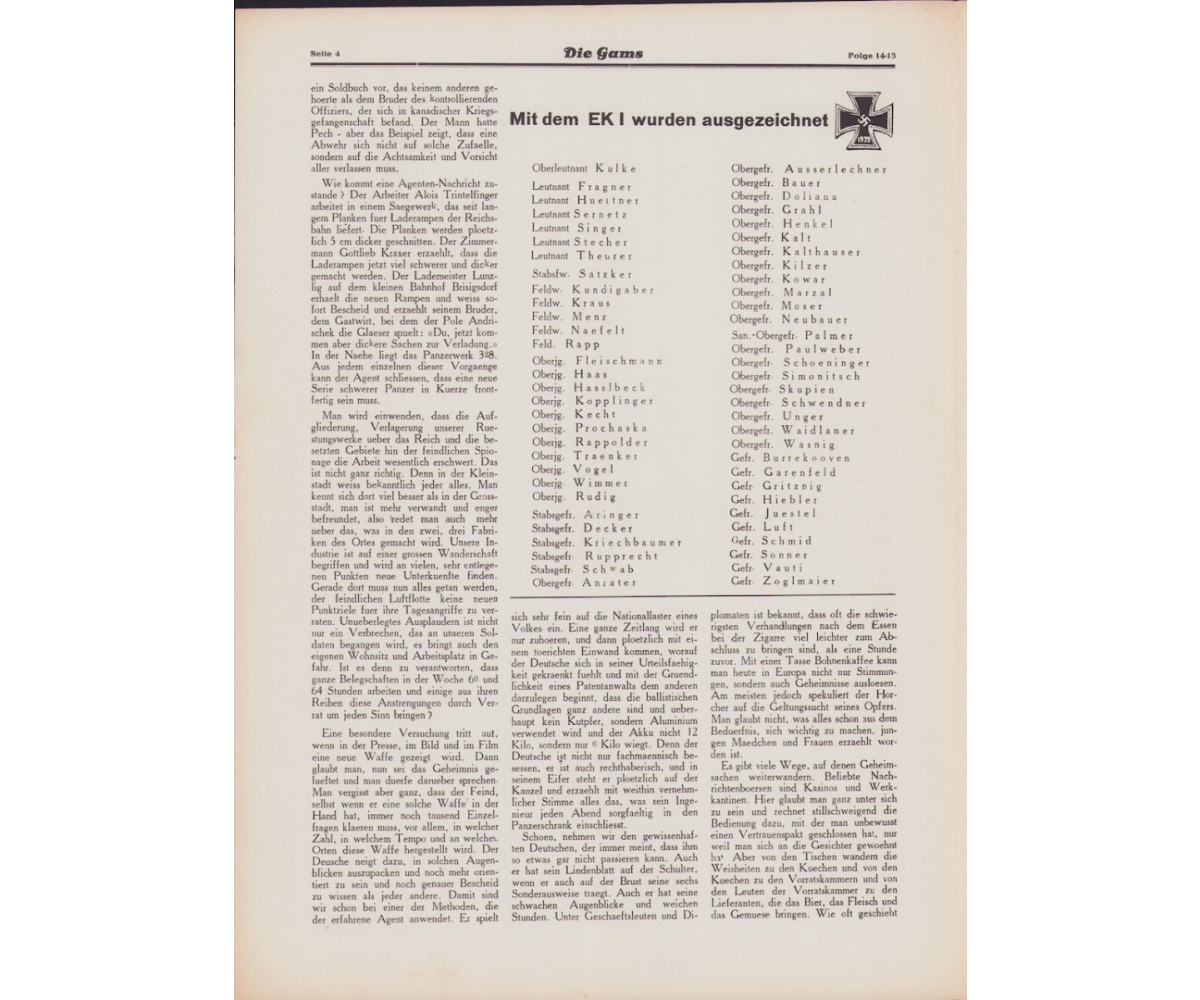 Seite 4
Die Gams
Folge 14-15
ein Soldbuch vor, das keinem anderen ge-
hoerte als dem Bruder des kontrollierenden
Offiziers, der sich in kanadischer Kriegs-
gefangenschaft befand. Der Mann hatte
Pech - aber das Beispiel zeigt, dass eine
Abwehr sich nicht auf solche Zufaelle,
sondern auf die Achtsamkeit und Vorsicht
aller verlassen muss.
Wie kommt eine Agenten-Nachricht zu-
stande ? Der Arbeiter Alois Trintelfinger
arbeitet in einem Saegewerk, das seit lan-
gem Planken fuer Laderampen der Reichs-
bahn liefert. Die Planken werden ploetz-
lich 5 cm dicker geschnitten. Der Zimmer-
mann Gottlieb Kraxer erzaehlt, dass die
Laderampen jetzt viel schwerer und dicker
gemacht werden. Der Lademeister Lunz-
lig auf dem kleinen Bahnhof Brisigsdorf
erhaelt die neuen Rampen und weiss so-
fort Bescheid und erzaehlt seinem Bruder,
dem Gastwirt, bei dem der Pole Andri-
schek die Glaeser spuelt : «Du, jetzt kom-
men aber dickere Sachen zur Verladung.»
In der Naehe liegt das Panzerwerk 328.
Aus jedem einzelnen dieser Vorgaenge
kann der Agent schliessen, dass eine neue
Serie schwerer Panzer in Kuerze front-
fertig sein muss.
Man wird einwenden, dass die Auf-
gliederung, Verlagerung unserer Rue-
stungswerke ueber das Reich und die be-
setzten Gebiete hin der feindlichen Spio-
nage die Arbeit wesentlich erschwert. Das
ist nicht ganz richtig. Denn in der Klein-
stadt weiss bekanntlich jeder alles. Man
kennt sich dort viel besser als in der Gross-
stadt, man ist mehr verwandt und enger
befreundet, also redet man auch mehr
ueber das, was in den zwei, drei Fabri-
ken des Ortes gemacht wird. Unsere In-
dustrie ist auf einer grossen Wanderschaft
begriffen und wird an vielen, sehr entlege-
nen Punkten neue Unterkuenfte finden.
Gerade dort muss nun alles getan werden,
der feindlichen Luftflotte keine neuen
Punktziele fuer ihre Tagesangriffe zu ver-
raten. Unueberlegtes Ausplaudern ist nicht
nur ein Verbrechen, das an unseren Sol-
daten begangen wird, es bringt auch den
eigenen Wohnsitz und Arbeitsplatz in Ge-
fahr. Ist es denn zu verantworten, dass
ganze Belegschaften in der Woche 60 und
64 Stunden arbeiten und einige aus ihren
Reihen diese Anstrengungen durch Ver-
rat um jeden Sinn bringen ?
Eine besondere Versuchung tritt auf,
wenn in der Presse, im Bild und im Film
eine neue Waffe gezeigt wird. Dann
glaubt man, nun sei das Geheimnis ge-
lueftet und man duerfe darueber sprechen.
Man vergisst aber ganz, dass der Feind,
selbst wenn er eine solche Waffe in der
Hand hat, immer noch tausend Einzel-
fragen klaeren muss, vor allem, in welcher
Zahl, in welchem Tempo und an welchen
Orten diese Waffe hergestellt wird. Der
Deusche neigt dazu, in solchen Augen-
blicken auszupacken und noch mehr orien-
tiert zu sein und noch genauer Bescheid
zu wissen als jeder andere. Damit sind
wir schon bei einer der Methoden, die
der erfahrene Agent anwendet. Er spielt
Mit dem EK I wurden ausgezeichnet
1939
Oberleutnant Kulke
Leutnant Fragner
Leutnant Huettner
Leutnant Sernetz
Leutnant Singer
Leutnant Stecher
Leutnant Theurer
Stabsfw. Satzker
Feldw. Kundigaber
Feldw. Kraus
Feldw. Menz
Feldw. Naefelt
Feld. Rapp
Oberjg. Fleischmann
Oberjg. Haas
Oberjg. Hasslbeck
Oberjg. Kopplinger
Oberjg. Kecht
Oberjg. Prochaska
Oberjg. Rappolder
Oberjg. Traenker
Oberjg. Vogel
Oberjg. Wimmer
Oberjg. Rudig
Stabsgefr. Aringer
Stabsgefr. Decker
Stabsgefr. Kriechbaumer
Stabsgefr. Rupprecht
Stabsgefr. Schwab
Obergefr. Anrater
Obergefr. Ausserlechner
Obergefr. Bauer
Obergefr. Doliana
Obergefr. Grahl
Obergefr. Henkel
Obergefr. Kalt
Obergefr. Kalthauser
Obergefr. Kilzer
Obergefr. Kowar
Obergefr. Marzal
Obergefr. Moser
Obergefr. Neubauer
San.-Obergefr. Palmer
Obergefr. Paulweber
Obergefr. Schoeninger
Obergefr. Simonitsch
Obergefr. Skupien
Obergefr. Schwendner
Obergefr. Unger
Obergefr. Waidlaner
Obergefr. Wasnig
Gefr. Burrekooven
Gefr. Garenfeld
Gefr. Gritznig
Gefr. Hiebler
Gefr. Juestel
Gefr. Luft
Gefr. Schmid
Gefr. Sonner
Gefr. Vauti
Gefr. Zoglmaier
sich sehr fein auf die Nationallaster eines
Volkes ein. Eine ganze Zeitlang wird er
nur zuhoeren, und dann ploetzlich mit ei-
nem toerichten Einwand kommen, worauf
der Deutsche sich in seiner Urteilsfaehig-
keit gekraenkt fuehlt und mit der Gruend-
lichkeit eines Patentanwalts dem anderen
darzulegen beginnt, dass die ballistischen
Grundlagen ganz andere sind und ueber-
haupt kein Kutpfer, sondern Aluminium
verwendet wird und der Akku nicht 12
Kilo, sondern nur 6 Kilo wiegt. Denn der
Deutsche ist nicht nur fachmaennisch be-
sessen, er ist auch rechthaberisch, und in
seinem Eifer steht er ploetzlich auf der
Kanzel und erzaehlt mit weithin vernehm-
licher Stimme alles das, was sein Inge-
nieur jeden Abend sorgfaeltig in den
Panzerschrank einschliesst.
Schoen, nehmen wir den gewissenhaf-
ten Deutschen, der immer meint, dass ihm
so etwas gar nicht passieren kann. Auch
er hat sein Lindenblatt auf der Schulter,
wenn er auch auf der Brust seine sechs
Sonderausweise traegt. Auch er hat seine
schwachen Augenblicke und weichen
Stunden. Unter Geschaeftsleuten und Di-
plomaten ist bekannt, dass oft die schwie-
rigsten Verhandlungen nach dem Essen
bei der Zigarre viel leichter zum Ab-
schluss zu bringen sind, als eine Stunde
zuvor. Mit einer Tasse Bohnenkaffee kann
man heute in Europa nicht nur Stimmun-
gen, sondern auch Geheimnisse ausloesen.
Am meisten jedoch spekuliert der Hor-
cher auf die Geltungssucht seines Opfers.
Man glaubt nicht, was alles schon aus dem
Beduerfnis, sich wichtig zu machen, jun-
gen Maedchen und Frauen erzaehlt wor-
den ist.
Es gibt viele Wege, auf denen Geheim-
sachen weiterwandern. Beliebte Nach-
richtenboersen sind Kasinos und Werk-
kantinen. Hier glaubt man ganz unter sich
zu sein und rechnet stillschweigend die
Bedienung dazu, mit der man unbewusst
einen Vertrauenspakt geschlossen hat, nur
weil man sich an die Gesichter gewoehnt
hat Aber von den Tischen wandern die
Weisheiten zu den Kuechen und von den
Kuechen zu den Vorratskammern und von
den Leuten der Vorratskammer zu den
Lieferanten, die das Bier, das Fleisch und
das Gemuese bringen. Wie oft geschieht